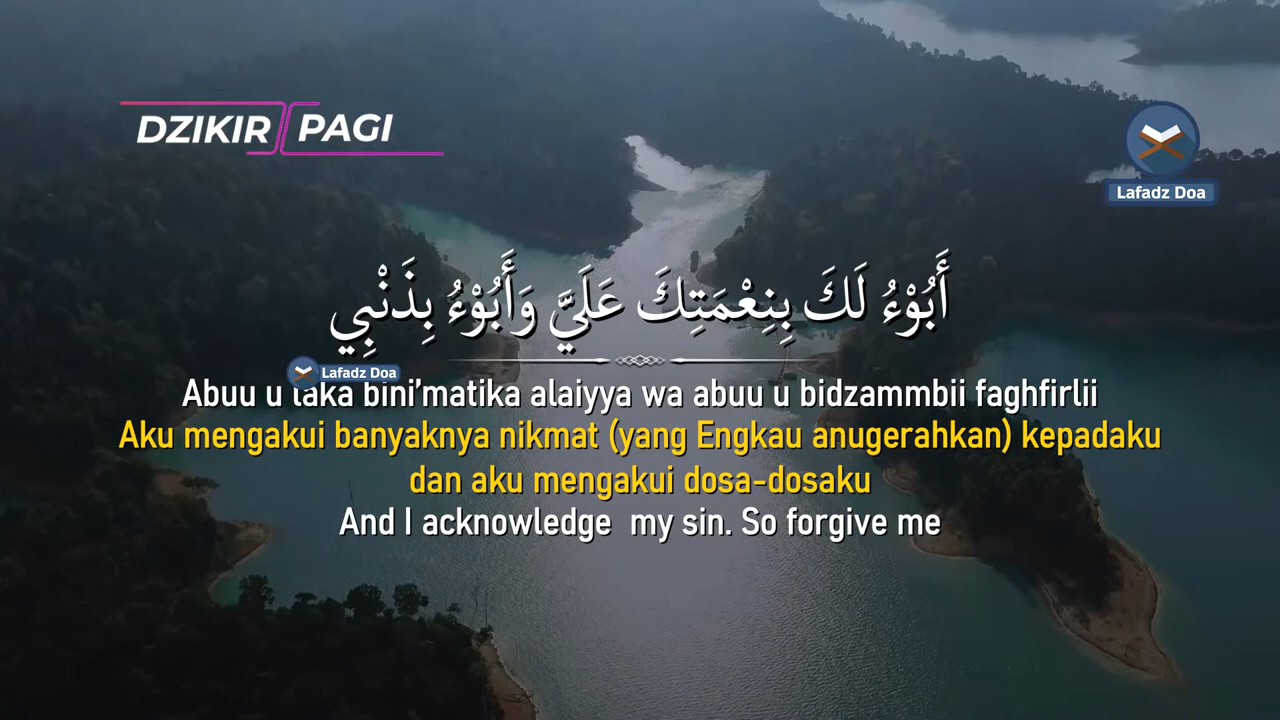 DZIKIR PAGI
Lafadz Doa
أَبُوْءُ لَكَ بِنِعْمَتِكَ عَلَيَّ وَأَبُوْءُ بِذَنْبِي
Lafadz Doa
Abuu u laka bini’matika alaiyya wa abuu u bidzammbii faghfirlii
Aku mengakui banyaknya nikmat (yang Engkau anugerahkan) kepadaku
dan aku mengakui dosa-dosaku
And I acknowledge my sin. So forgive me